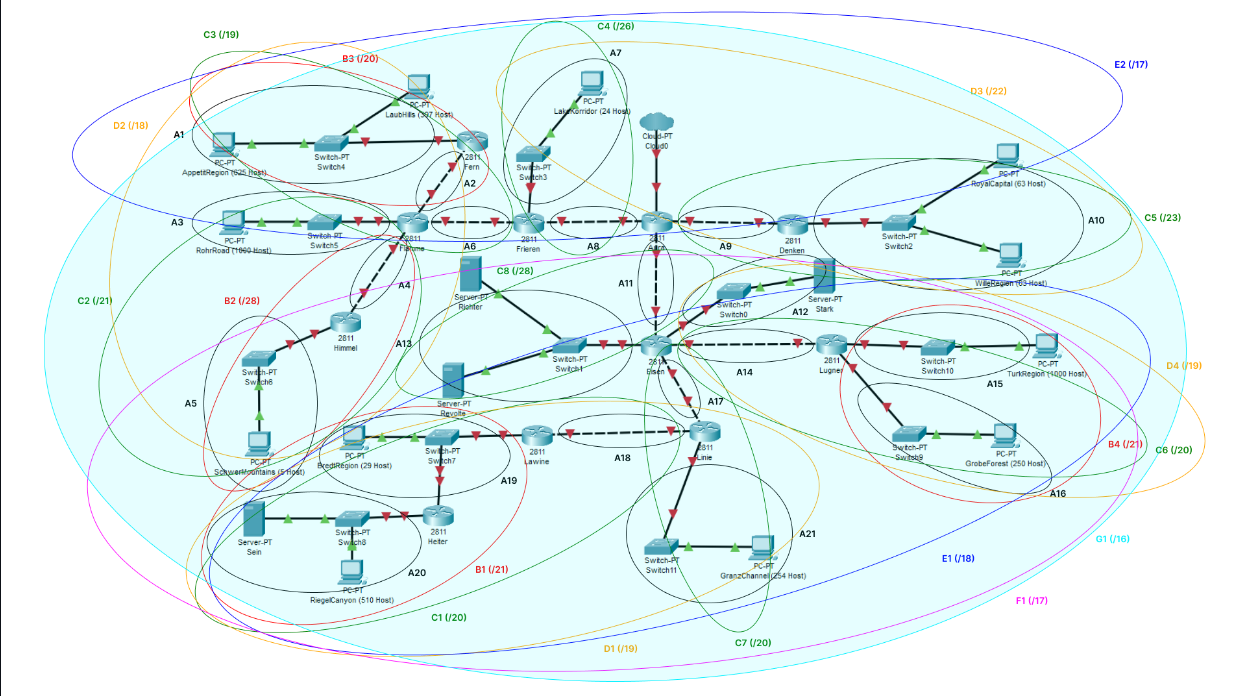 C4 (/26)
C3 (/19)
A7
B3 (/20)
E2 (/17)
PC-PT
LaubHills (397 Host)
D3 (/22)
PC-PT
LakeKorridor (24 Host)
D2 (/18)
A1
Cloud-PT
Cloud0
PC-PT
AppetitRegion (625 Host)
Switch-PT
Switch4
2811
Fern
Switch-PT
Switch3
PC-PT
RoyalCapital (63 Host)
A2
A3
PC-PT
RohrRoad (1000 Host)
Switch-PT
Switch5
2811
Flamme
A6
2811
Frieren
A8
2811
A9
2811
Denken
Switch-PT
Switch2
A10
C5 (/23)
PC-PT
WilleRegion (63 Host)
C8 (/28)
A4
A11
C2 (/21)
B2 (/28)
Server-PT
Richter
Switch-PT
Switch0
Server-PT
Stark
A12
2811
Himmel
A13
Switch-PT
Switch1
2811
Eisen
A14
2811
Lugner
Switch-PT
Switch10
PC-PT
TurkRegion (1000 Host)
A15
D4 (/19)
Switch-PT
Switch6
A5
Server-PT
Revolte
A17
PC-PT
SchwerMountains (5 Host)
PC-PT
BredtRegion (29 Host)
Switch-PT
Switch7
2811
Lawine
A18
2811
Linie
Switch-PT
Switch9
PC-PT
GrobeForest (250 Host)
B4 (/21)
C6 (/20)
A19
A16
Server-PT
Sein
Switch-PT
Switch8
2811
Heiter
A21
G1 (/16)
E1 (/18)
A20
B1 (/21)
Switch-PT
Switch11
PC-PT
GranzChannel (254 Host)
PC-PT
RiegelCanyon (510 Host)
F1 (/17)
C1 (/20)
C7 (/20)
D1 (/19)